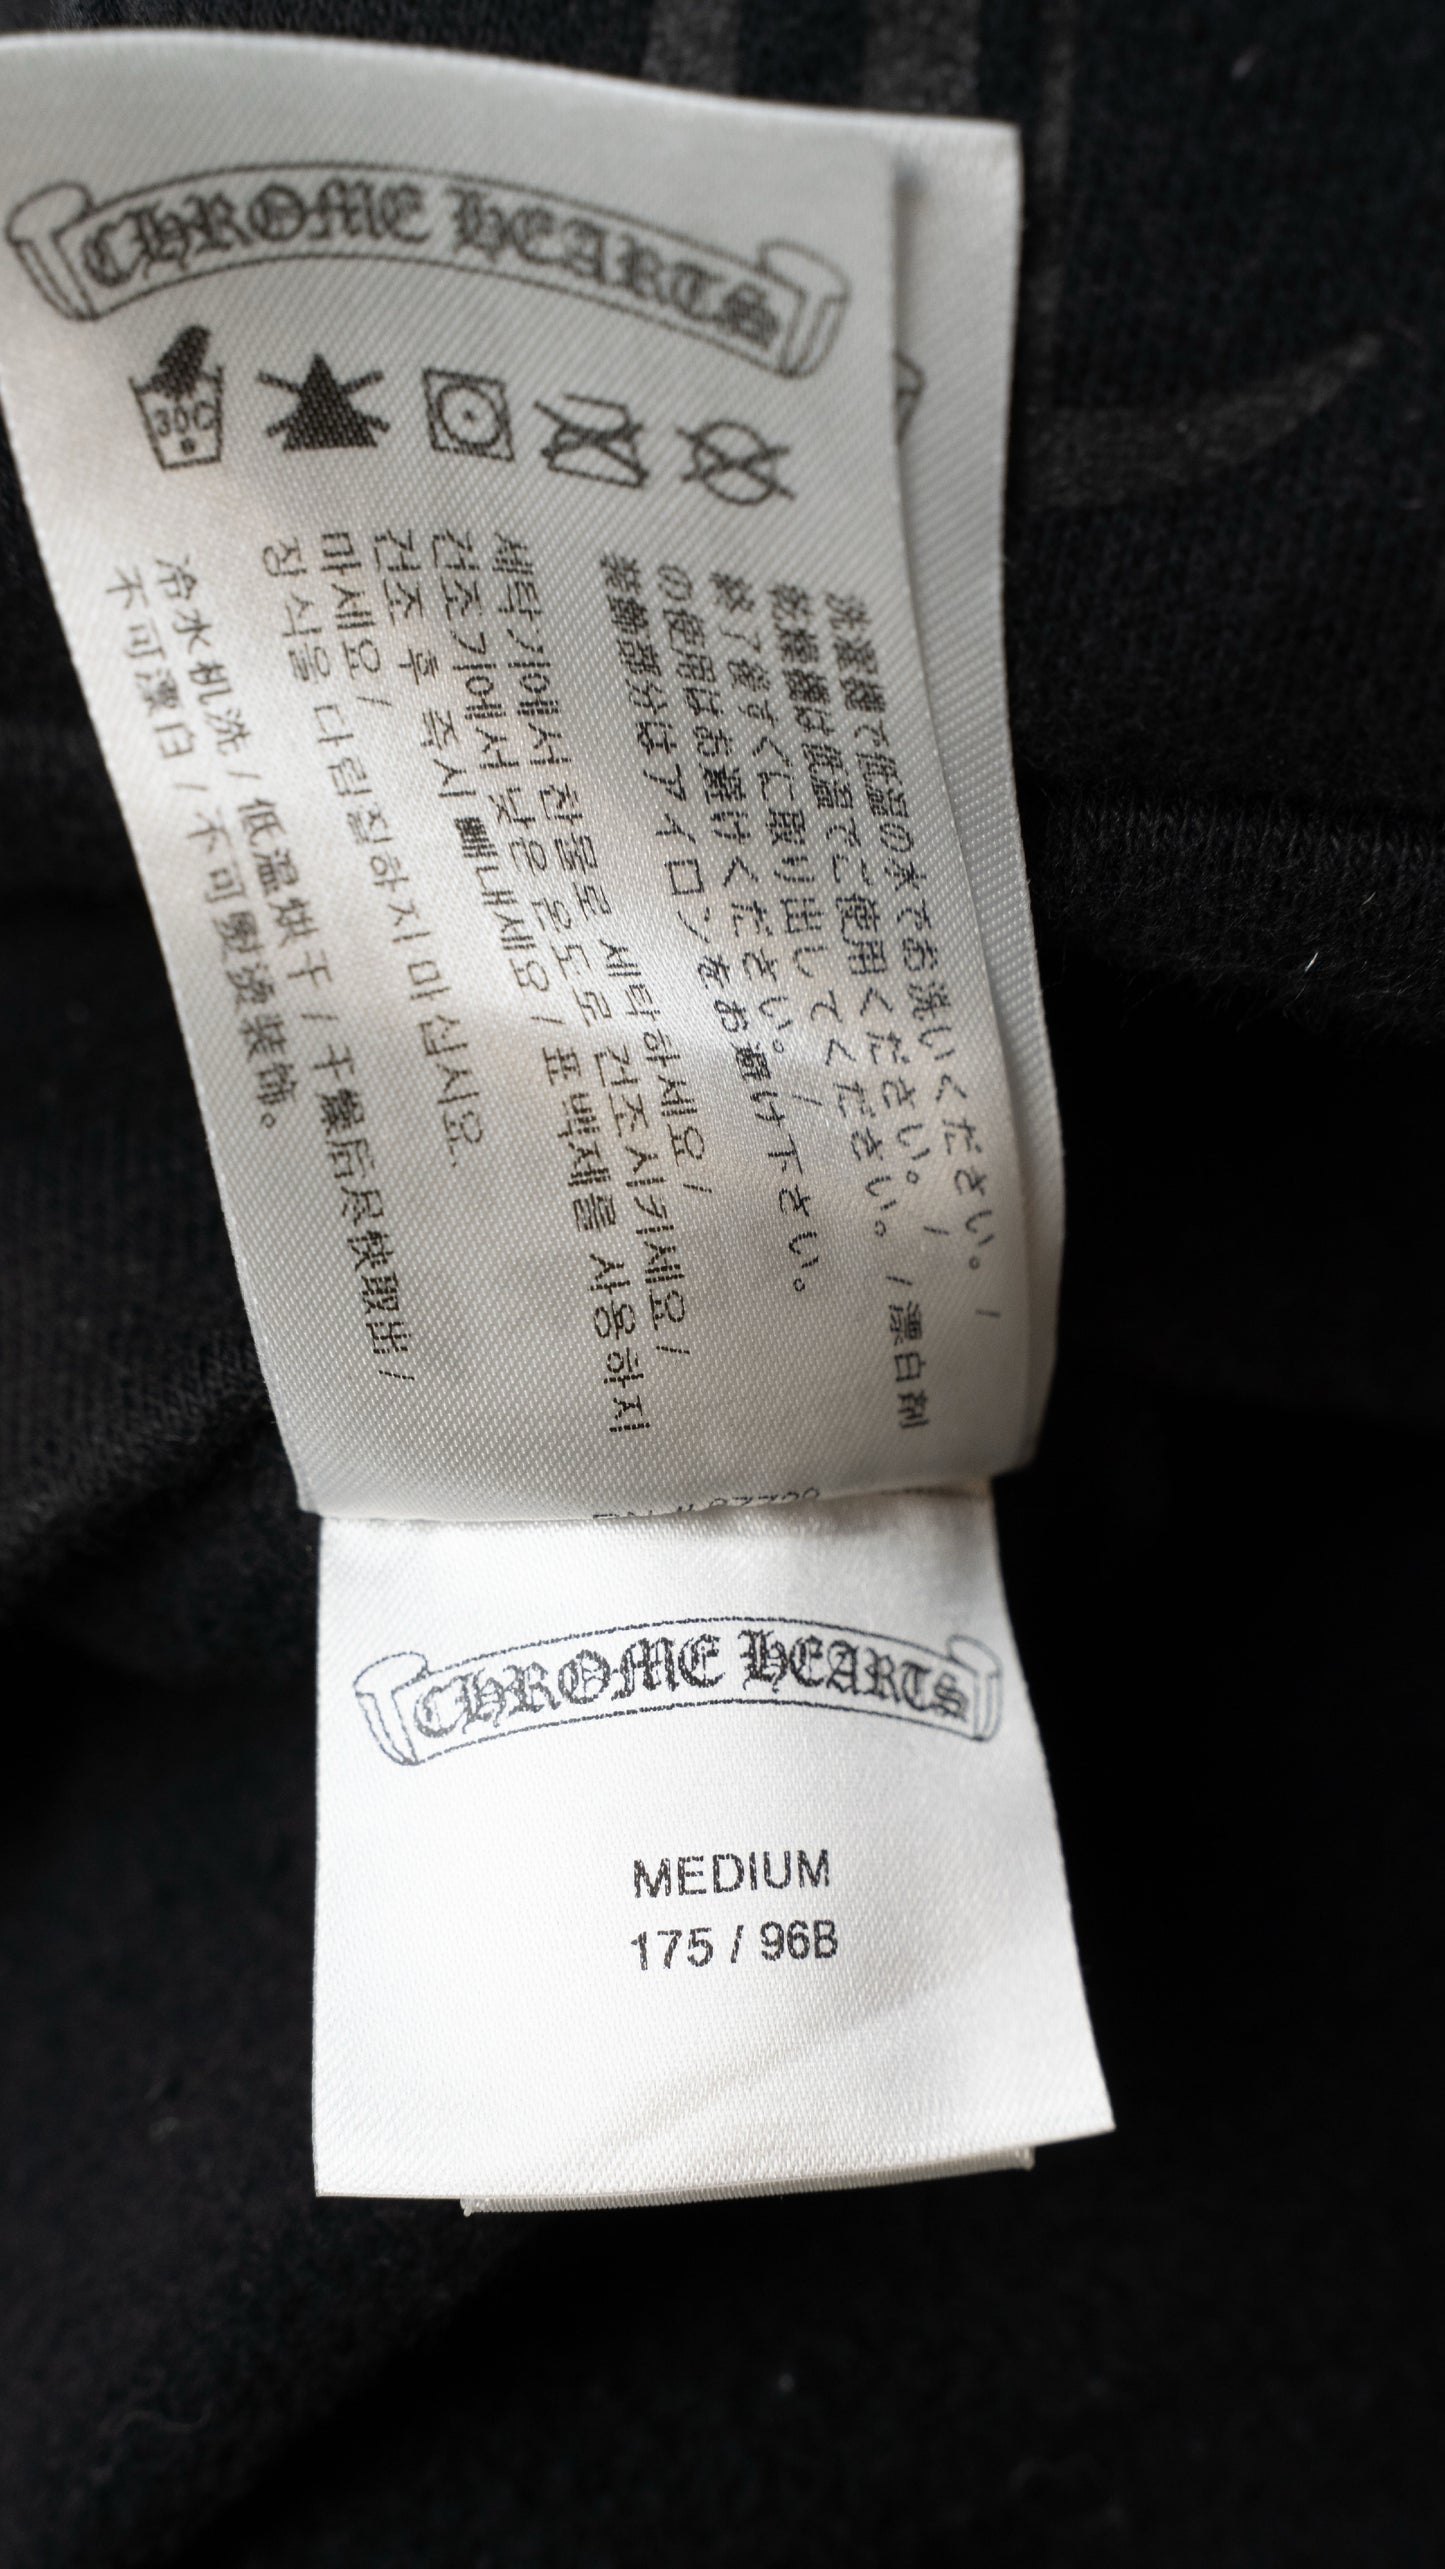 CHROME HEARTS
30C
洗濯機で低温の水でお洗いください。 /
乾燥機は低温でご使用ください。 /
終了後すぐに取り出してください。 / 漂白剤
の使用はお避けください。 /
装飾部分はアイロンをお避け下さい。
세탁기에서 찬물로 세탁하세요 /
건조기에서 낮은 온도로 건조시키세요 /
건조 후 즉시 빼내세요 / 표백제를 사용하지
마세요 /
장식을 다림질하지 마십시요.
冷水机洗 / 低温烘干 / 干燥后尽快取出 /
不可漂白 / 不可熨烫装饰。
CHROME HEARTS
MEDIUM
175 / 96B